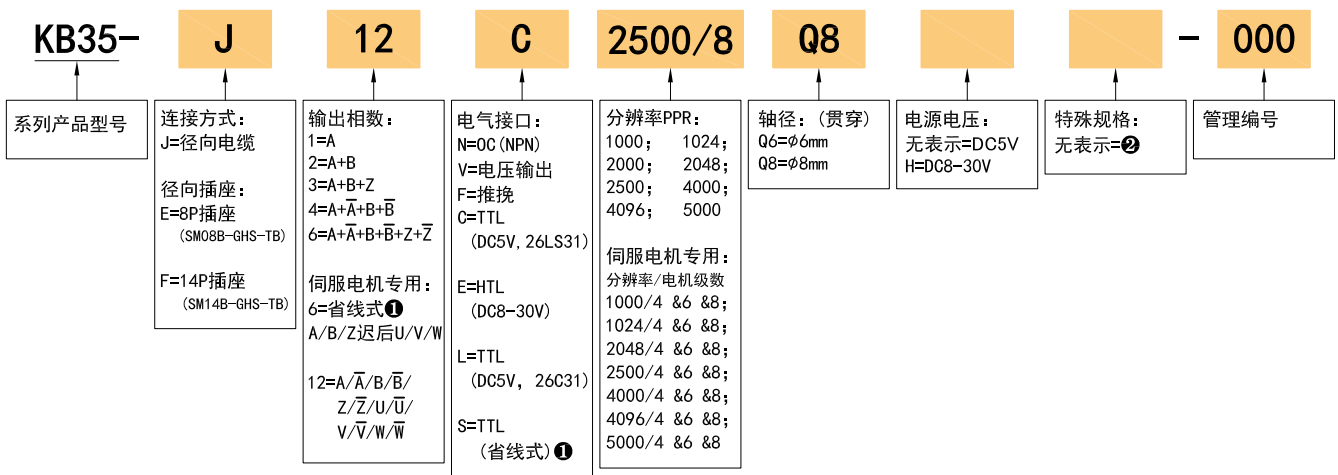 KB35- J 12 C 2500/8 Q8 - 000
系列产品型号
连接方式：
J=径向电缆
径向插座：
E=8P插座
(SM08B-GHS-TB)
F=14P插座
(SM14B-GHS-TB)
输出相数：
1=A
2=A+B
3=A+B+Z
4=A+A̅+B+B̅
6=A+A̅+B+B̅+Z+Z̅
伺服电机专用：
6=省线式❶
A/B/Z迟后U/V/W
12=A/A̅/B/B̅/
Z/Z̅/U/U̅/
V/V̅/W/W̅
电气接口：
N=OC(NPN)
V=电压输出
F=推挽
C=TTL
(DC5V,26LS31)
E=HTL
(DC8-30V)
L=TTL
(DC5V, 26C31)
S=TTL
(省线式)❶
分辨率PPR：
1000； 1024；
2000； 2048；
2500； 4000；
4096； 5000
伺服电机专用：
分辨率/电机级数
1000/4 &6 &8；
1024/4 &6 &8；
2048/4 &6 &8；
2500/4 &6 &8；
4000/4 &6 &8；
4096/4 &6 &8；
5000/4 &6 &8
轴径：(贯穿)
Q6=ϕ6mm
Q8=ϕ8mm
电源电压：
无表示=DC5V
H=DC8-30V
特殊规格：
无表示=❷
管理编号